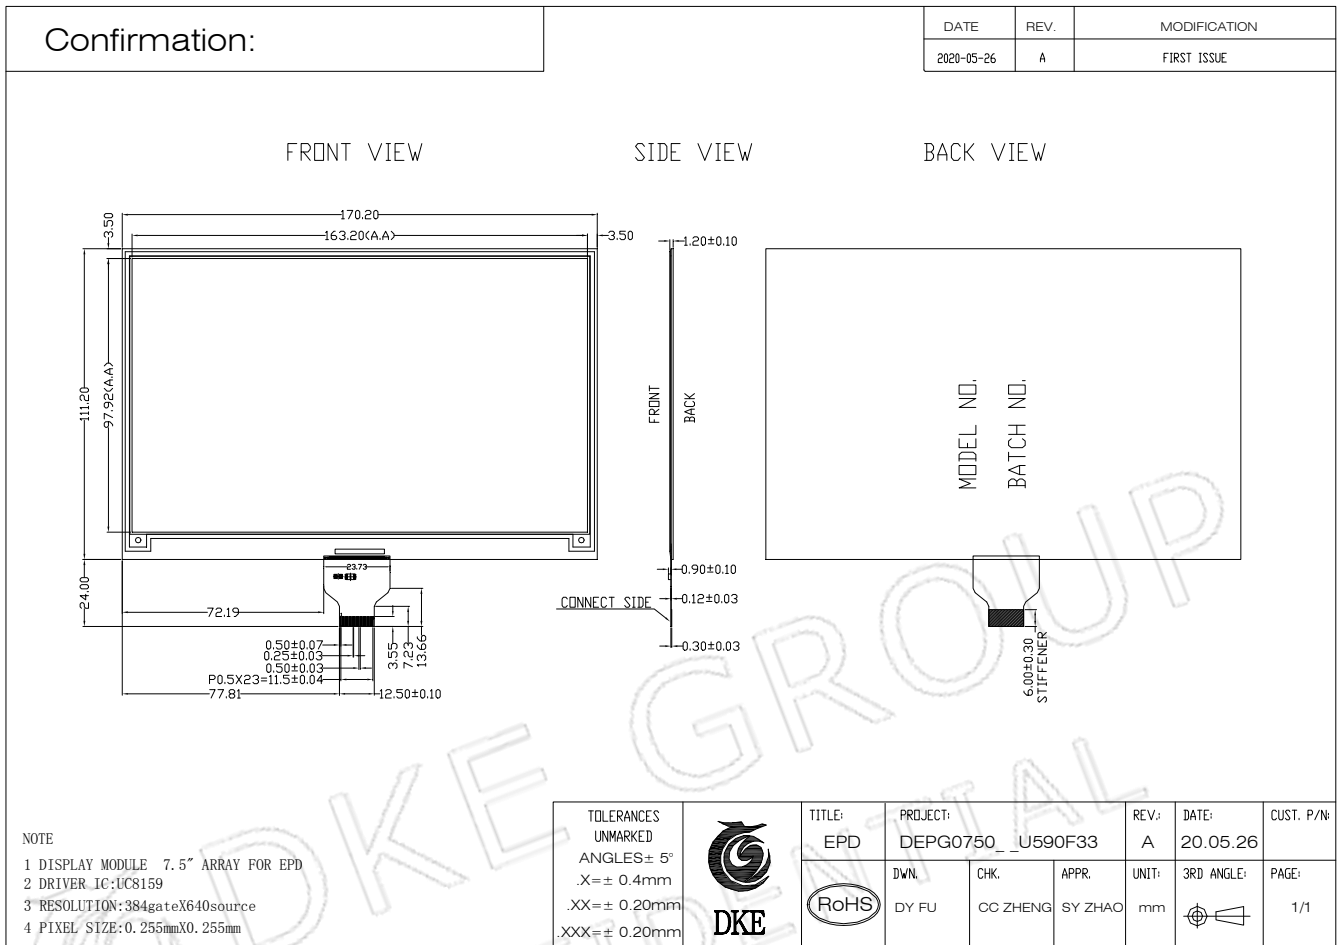 Confirmation:
DATE REV. MODIFICATION
2020-05-26 A FIRST ISSUE
FRONT VIEW SIDE VIEW BACK VIEW
170.20
163.20(A.A)
3.50
3.50
111.20
97.92(A.A)
24.00
23.73
72.19
0.50±0.07
0.25±0.03
0.50±0.03
P0.5X23=11.5±0.04
77.81
12.50±0.10
3.55
7.23
13.66
1.20±0.10
FRONT
BACK
0.90±0.10
0.12±0.03
CONNECT SIDE
0.30±0.03
MODEL NO.
BATCH NO.
6.00±0.30
STIFFENER
NOTE
1 DISPLAY MODULE 7.5″ ARRAY FOR EPD
2 DRIVER IC:UC8159
3 RESOLUTION:384gateX640source
4 PIXEL SIZE:0.255mmX0.255mm
TOLERANCES
UNMARKED
ANGLES± 5°
.X=± 0.4mm
.XX=± 0.20mm
.XXX=± 0.20mm
DKE
TITLE:
EPD
RoHS
PROJECT:
DEPG0750_ _U590F33
REV.:
A
DATE:
20.05.26
CUST. P/N:
DWN.
DY FU
CHK.
CC ZHENG
APPR.
SY ZHAO
UNIT:
mm
3RD ANGLE:
PAGE:
1/1
DKE GROUP